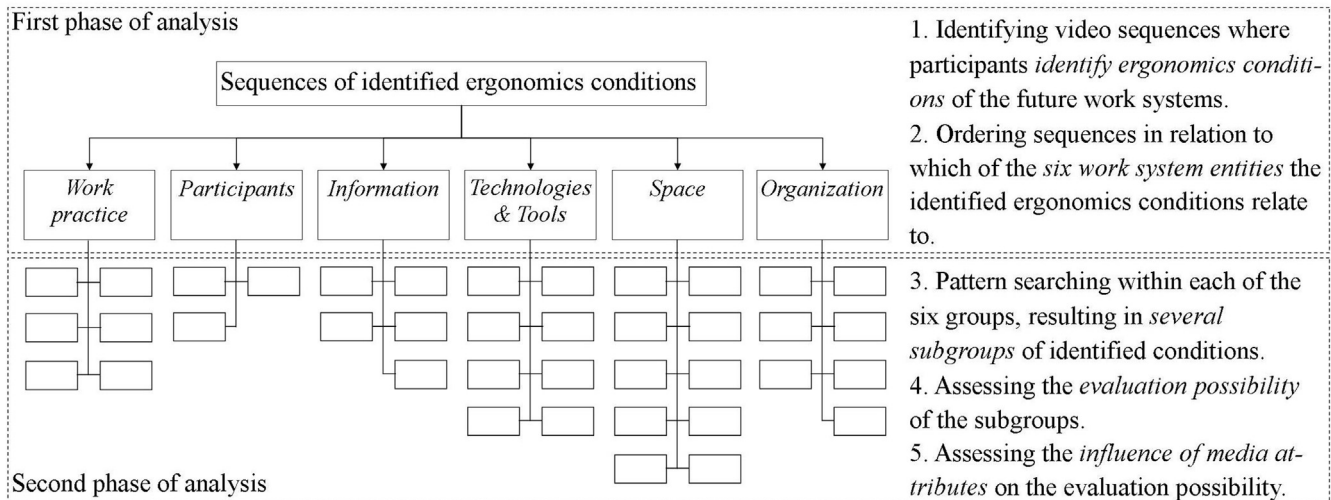 First phase of analysis
Sequences of identified ergonomics conditions
Work
practice
Participants
Information
Technologies
& Tools
Space
Organization
1. Identifying video sequences where
participants identify ergonomics conditi-
ons of the future work systems.
2. Ordering sequences in relation to
which of the six work system entities the
identified ergonomics conditions relate
to.
3. Pattern searching within each of the
six groups, resulting in several
subgroups of identified conditions.
4. Assessing the evaluation possibility
of the subgroups.
5. Assessing the influence of media at-
tributes on the evaluation possibility.
Second phase of analysis